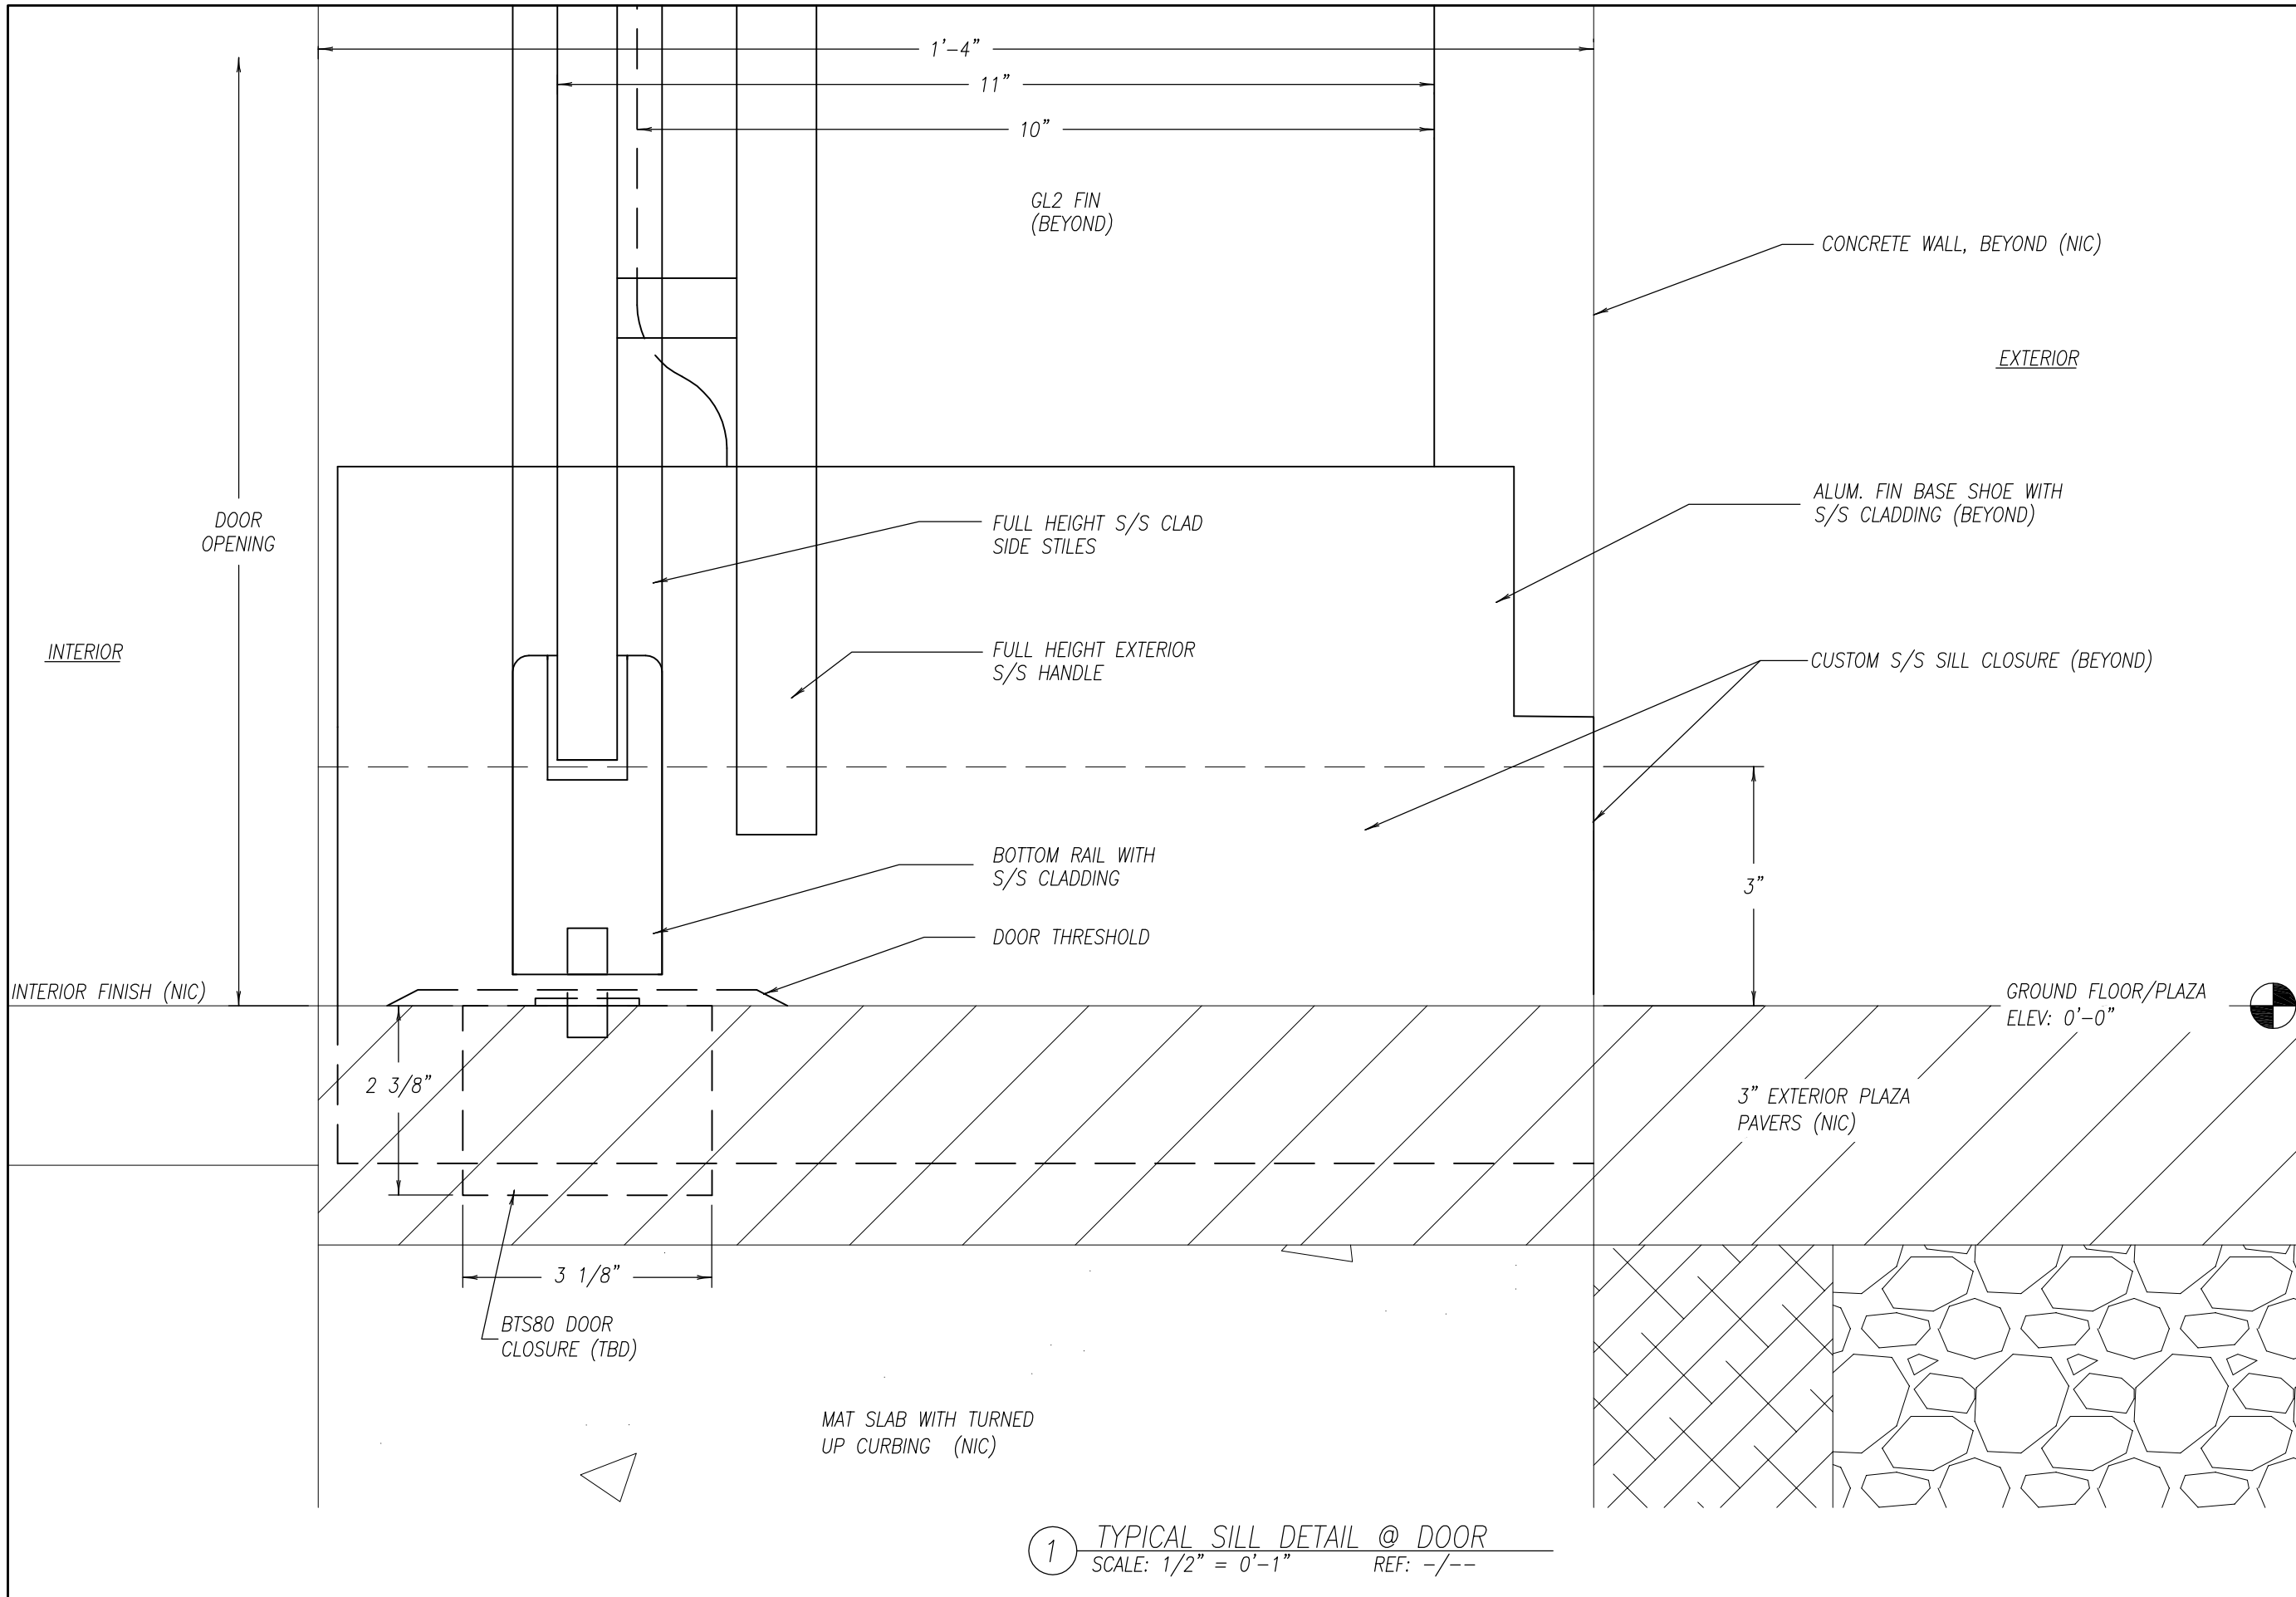 1'-4"
11"
10"
GL2 FIN
(BEYOND)
CONCRETE WALL, BEYOND (NIC)
EXTERIOR
ALUM. FIN BASE SHOE WITH
S/S CLADDING (BEYOND)
DOOR
OPENING
FULL HEIGHT S/S CLAD
SIDE STILES
INTERIOR
FULL HEIGHT EXTERIOR
S/S HANDLE
CUSTOM S/S SILL CLOSURE (BEYOND)
BOTTOM RAIL WITH
S/S CLADDING
3"
DOOR THRESHOLD
INTERIOR FINISH (NIC)
GROUND FLOOR/PLAZA
ELEV: 0'-0"
2 3/8"
3" EXTERIOR PLAZA
PAVERS (NIC)
3 1/8"
BTS80 DOOR
CLOSURE (TBD)
MAT SLAB WITH TURNED
UP CURBING (NIC)
1 TYPICAL SILL DETAIL @ DOOR
SCALE: 1/2" = 0'-1" REF: -/--